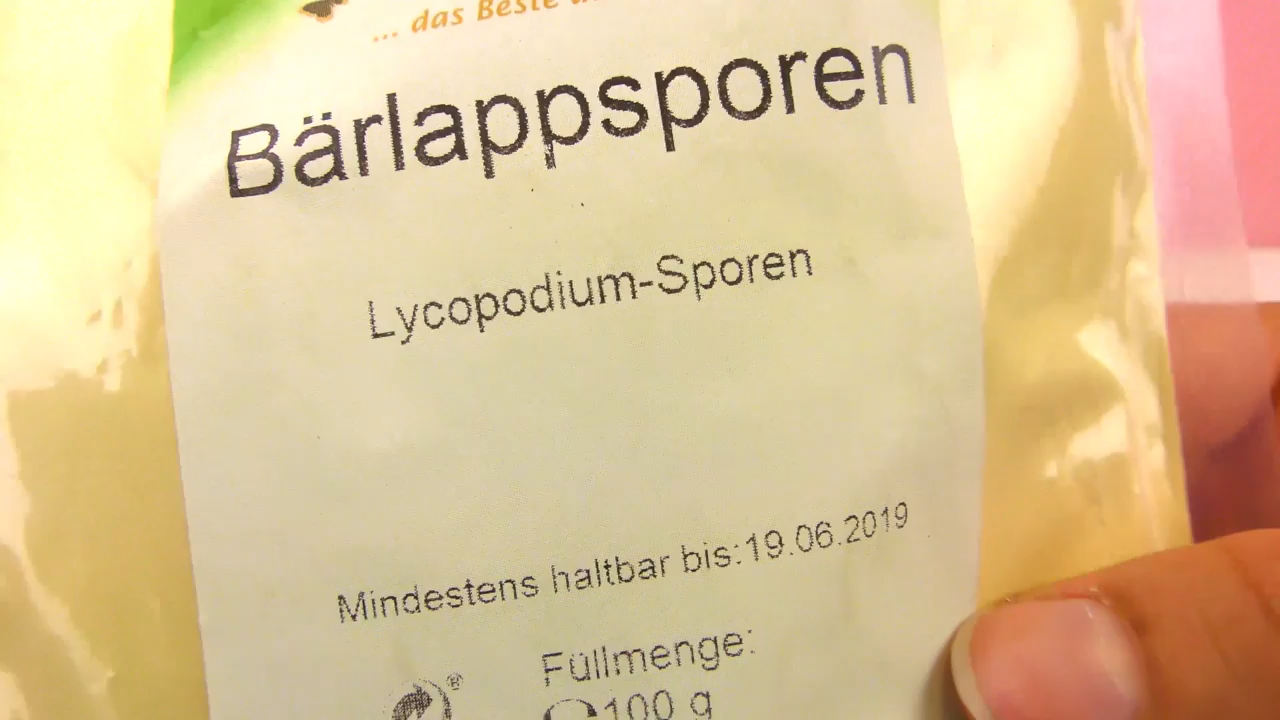 ... das Beste
Bärlappsporen
Lycopodium-Sporen
Mindestens haltbar bis:19.06.2019
Füllmenge:
℮100 g
®